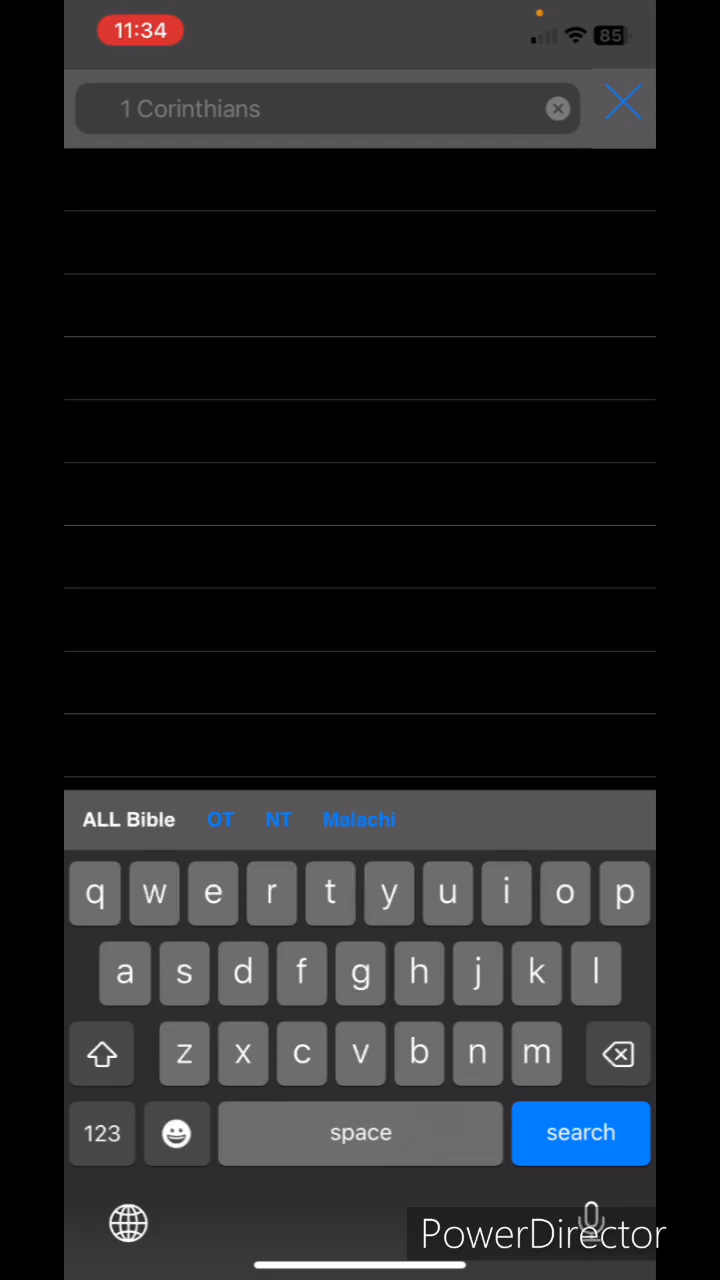 11:34
85
1 Corinthians
ALL Bible OT NT Malachi
q w e r t y u i o p
a s d f g h j k l
z x c v b n m
123 space search
PowerDirector